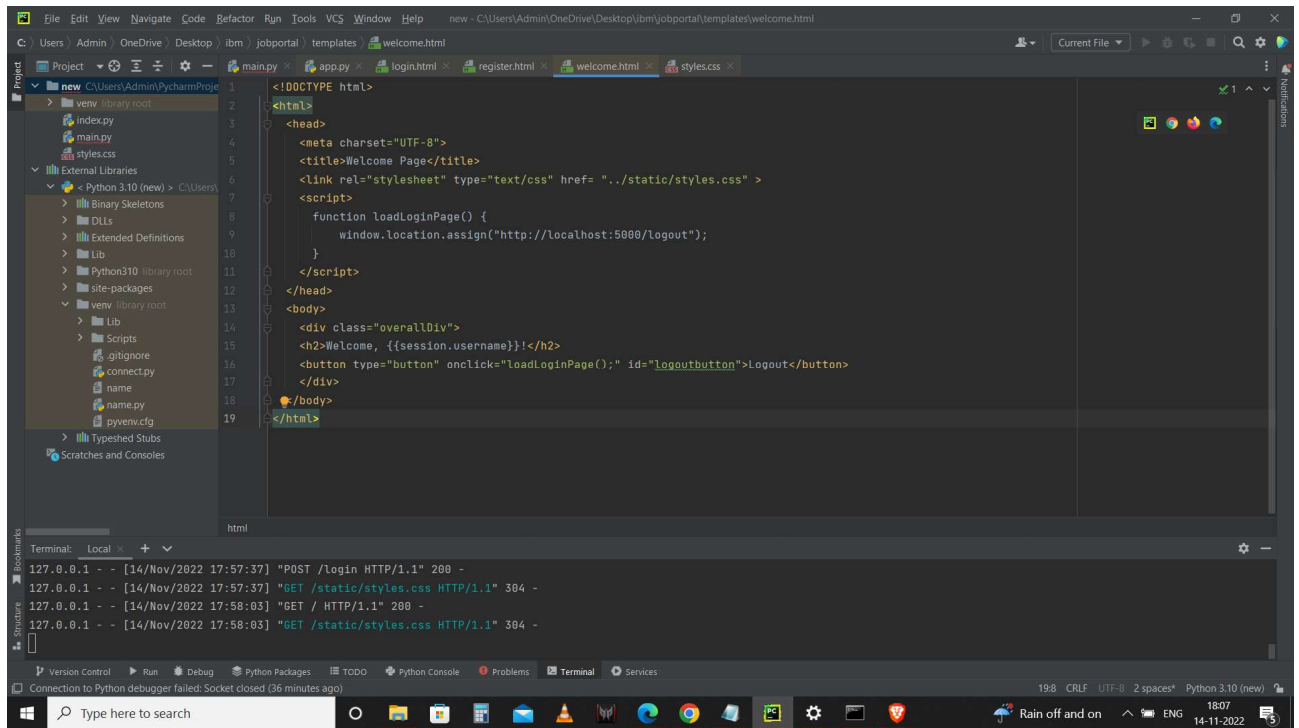 File Edit View Navigate Code Refactor Run Tools VCS Window Help new - C:\Users\Admin\OneDrive\Desktop\ibm\jobportal\templates\welcome.html
C: Users Admin OneDrive Desktop ibm jobportal templates welcome.html
Current File
Project
main.py app.py login.html register.html welcome.html styles.css
Project
Notifications
new C:\Users\Admin\PycharmProje
venv library root
index.py
main.py
styles.css
External Libraries
< Python 3.10 (new) > C:\Users\
Binary Skeletons
DLLs
Extended Definitions
Lib
Python310 library root
site-packages
venv library root
Lib
Scripts
.gitignore
connect.py
name
name.py
pyvenv.cfg
Typeshed Stubs
Scratches and Consoles
1 <!DOCTYPE html>
2 <html>
3 <head>
4 <meta charset="UTF-8">
5 <title>Welcome Page</title>
6 <link rel="stylesheet" type="text/css" href= "../static/styles.css" >
7 <script>
8 function loadLoginPage() {
9 window.location.assign("http://localhost:5000/logout");
10 }
11 </script>
12 </head>
13 <body>
14 <div class="overallDiv">
15 <h2>Welcome, {{session.username}}!</h2>
16 <button type="button" onclick="loadLoginPage();" id="logoutbutton">Logout</button>
17 </div>
18 </body>
19 </html>
1
html
Bookmarks
Structure
Terminal: Local
127.0.0.1 - - [14/Nov/2022 17:57:37] "POST /login HTTP/1.1" 200 -
127.0.0.1 - - [14/Nov/2022 17:57:37] "GET /static/styles.css HTTP/1.1" 304 -
127.0.0.1 - - [14/Nov/2022 17:58:03] "GET / HTTP/1.1" 200 -
127.0.0.1 - - [14/Nov/2022 17:58:03] "GET /static/styles.css HTTP/1.1" 304 -
Version Control Run Debug Python Packages TODO Python Console Problems Terminal Services
Connection to Python debugger failed: Socket closed (36 minutes ago) 19:8 CRLF UTF-8 2 spaces* Python 3.10 (new)
Type here to search
Rain off and on
ENG
18:07
14-11-2022
5